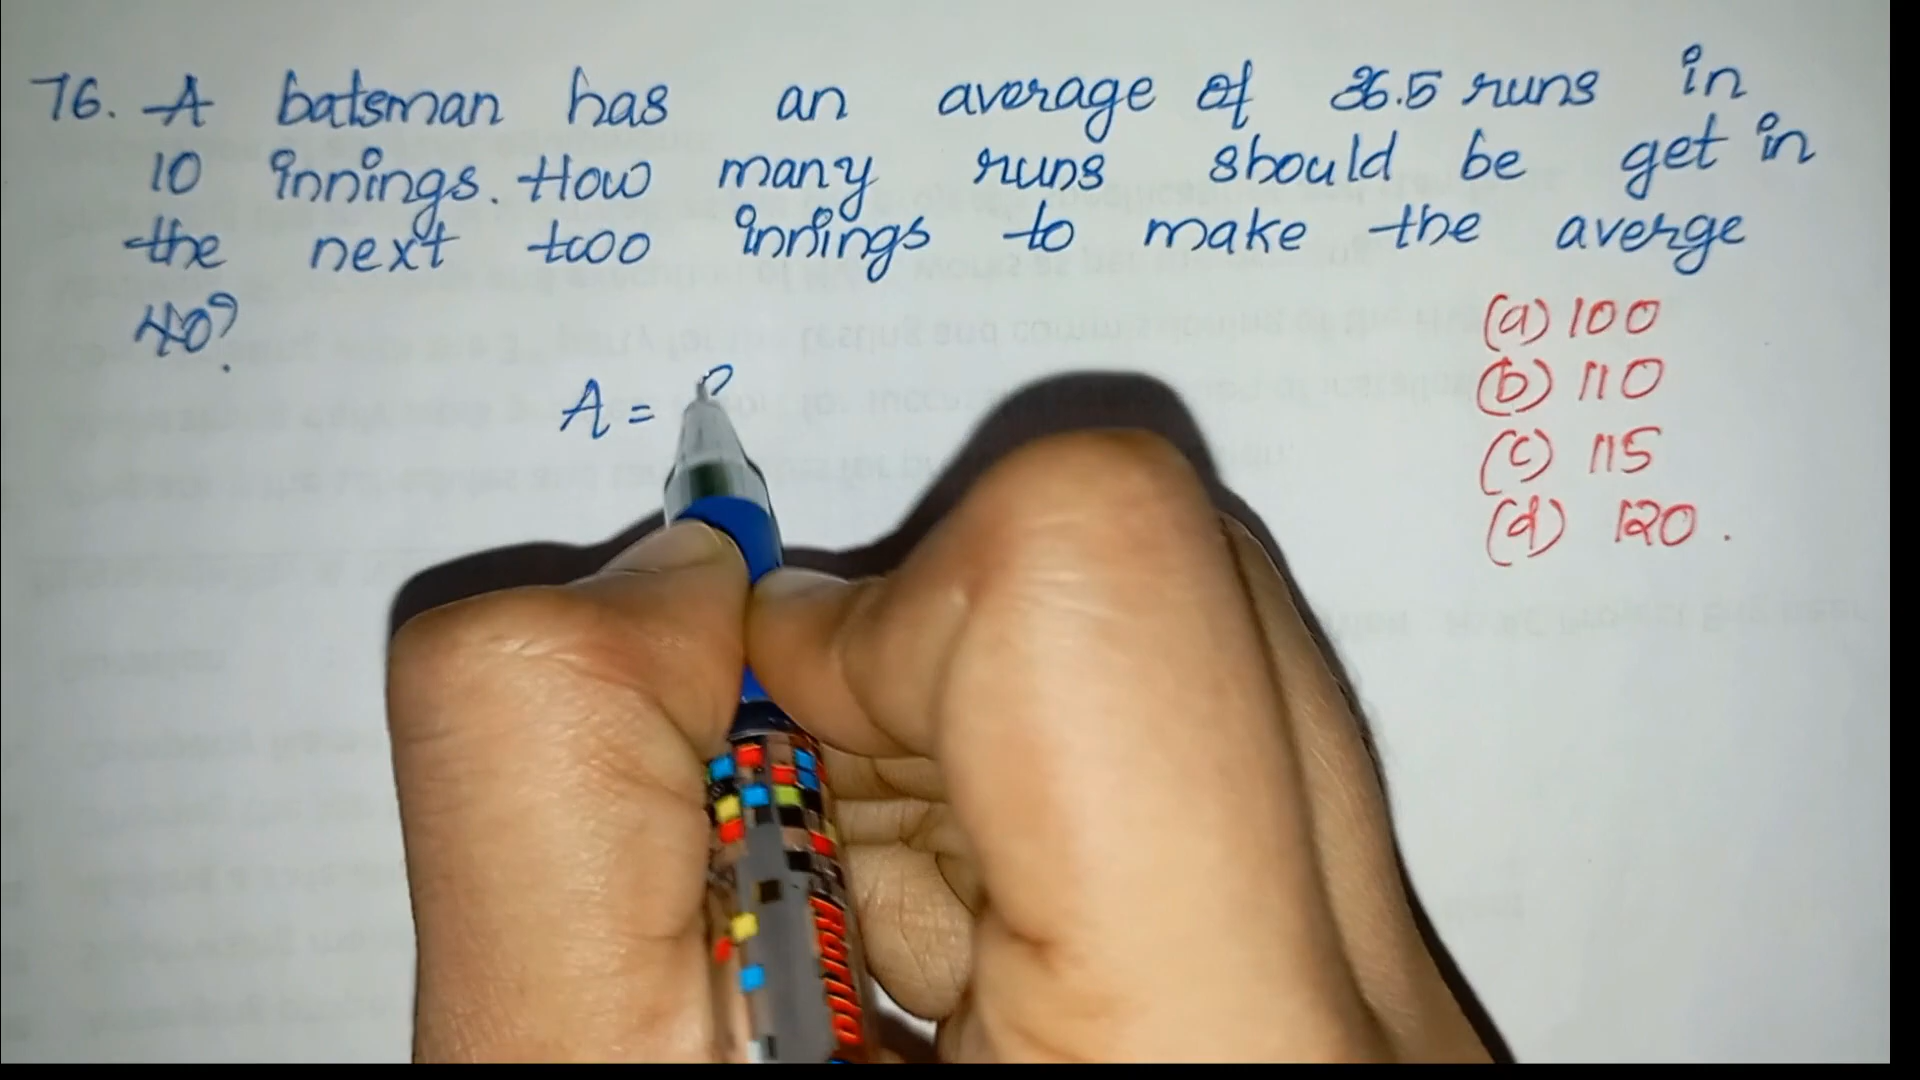 76. A batsman has an average of 36.5 runs in
10 innings. How many runs should be get in
the next two innings to make the averge
40?
(a) 100
(b) 110
(c) 115
(d) 120.
A =